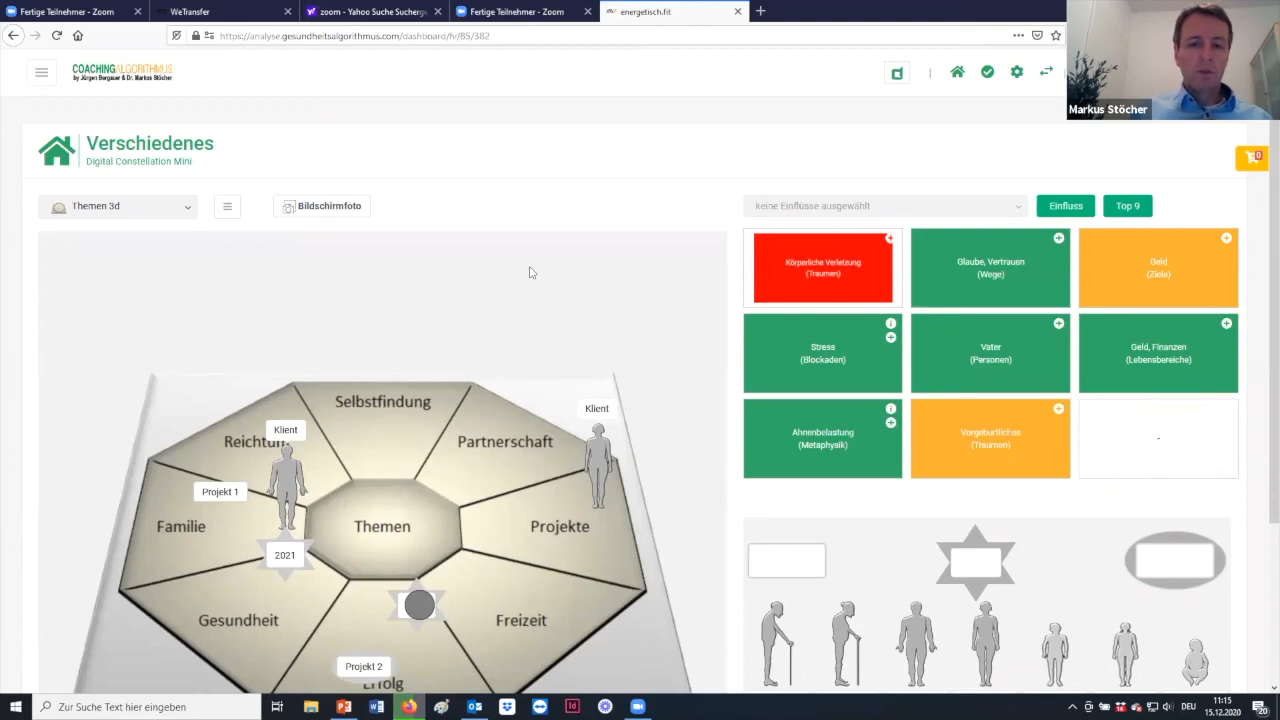 Fertige Teilnehmer - Zoom
WeTransfer
zoom - Yahoo Suche Sucherge
Fertige Teilnehmer - Zoom
energetisch.fit
https://analyse.gesundheitsalgorithmus.com/dashboard/fv/85/382
COACHINGALGORITHMUS
by Jürgen Bergauer & Dr. Markus Stöcher
Markus Stöcher
Verschiedenes
Digital Constellation Mini
0
Themen 3d
Bildschirmfoto
keine Einflüsse ausgewählt
Einfluss
Top 9
Körperliche Verletzung
(Traumen)
Glaube, Vertrauen
(Wege)
Geld
(Ziele)
Stress
(Blockaden)
Vater
(Personen)
Geld, Finanzen
(Lebensbereiche)
Ahnenbelastung
(Metaphysik)
Vorgeburtliches
(Traumen)
-
Selbstfindung
Klient
Klient
Partnerschaft
Projekt 1
Familie
Themen
Projekte
2021
Gesundheit
Freizeit
Projekt 2
Erfolg
Zur Suche Text hier eingeben
DEU
11:15
15.12.2020
20